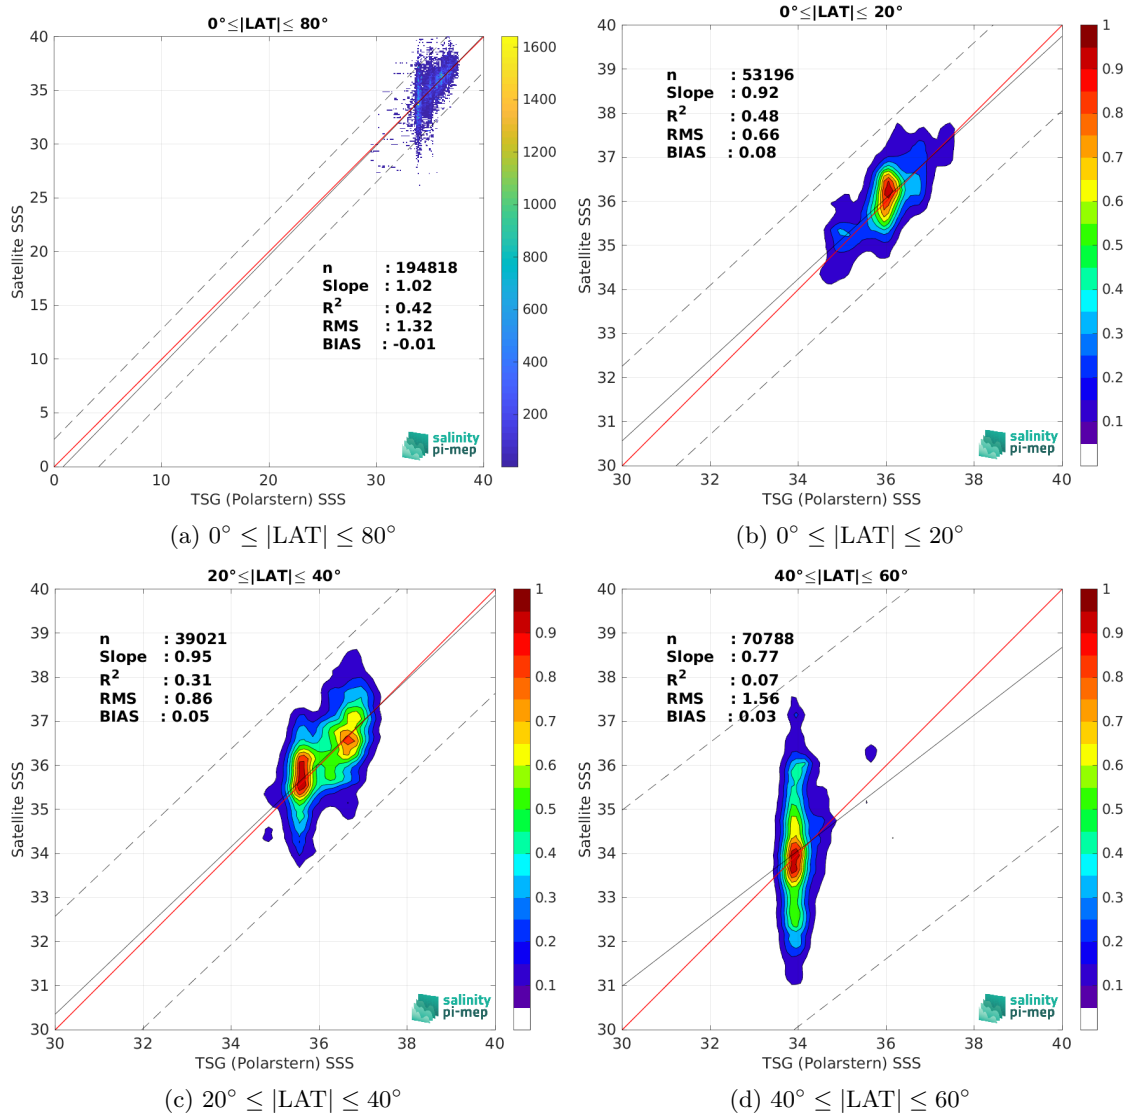 0°≤|LAT|≤ 80°
40
35
30
25
20
15
10
5
0
0
10
20
30
40
Satellite SSS
TSG (Polarstern) SSS
n : 194818
Slope : 1.02
R² : 0.42
RMS : 1.32
BIAS : -0.01
1600
1400
1200
1000
800
600
400
200
salinity
pi-mep
(a) 0° ≤ |LAT| ≤ 80°
0°≤|LAT|≤ 20°
40
39
38
37
36
35
34
33
32
31
30
30
32
34
36
38
40
Satellite SSS
TSG (Polarstern) SSS
n : 53196
Slope : 0.92
R² : 0.48
RMS : 0.66
BIAS : 0.08
1
0.9
0.8
0.7
0.6
0.5
0.4
0.3
0.2
0.1
salinity
pi-mep
(b) 0° ≤ |LAT| ≤ 20°
20°≤|LAT|≤ 40°
40
39
38
37
36
35
34
33
32
31
30
30
32
34
36
38
40
Satellite SSS
TSG (Polarstern) SSS
n : 39021
Slope : 0.95
R² : 0.31
RMS : 0.86
BIAS : 0.05
1
0.9
0.8
0.7
0.6
0.5
0.4
0.3
0.2
0.1
salinity
pi-mep
(c) 20° ≤ |LAT| ≤ 40°
40°≤|LAT|≤ 60°
40
39
38
37
36
35
34
33
32
31
30
30
32
34
36
38
40
Satellite SSS
TSG (Polarstern) SSS
n : 70788
Slope : 0.77
R² : 0.07
RMS : 1.56
BIAS : 0.03
1
0.9
0.8
0.7
0.6
0.5
0.4
0.3
0.2
0.1
salinity
pi-mep
(d) 40° ≤ |LAT| ≤ 60°